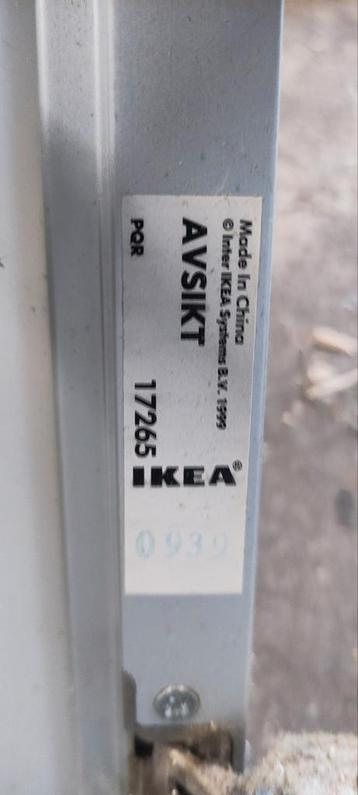 Made in China
© Inter IKEA Systems B.V. 1999
AVSIKT
PQR 17265
IKEA®
0939